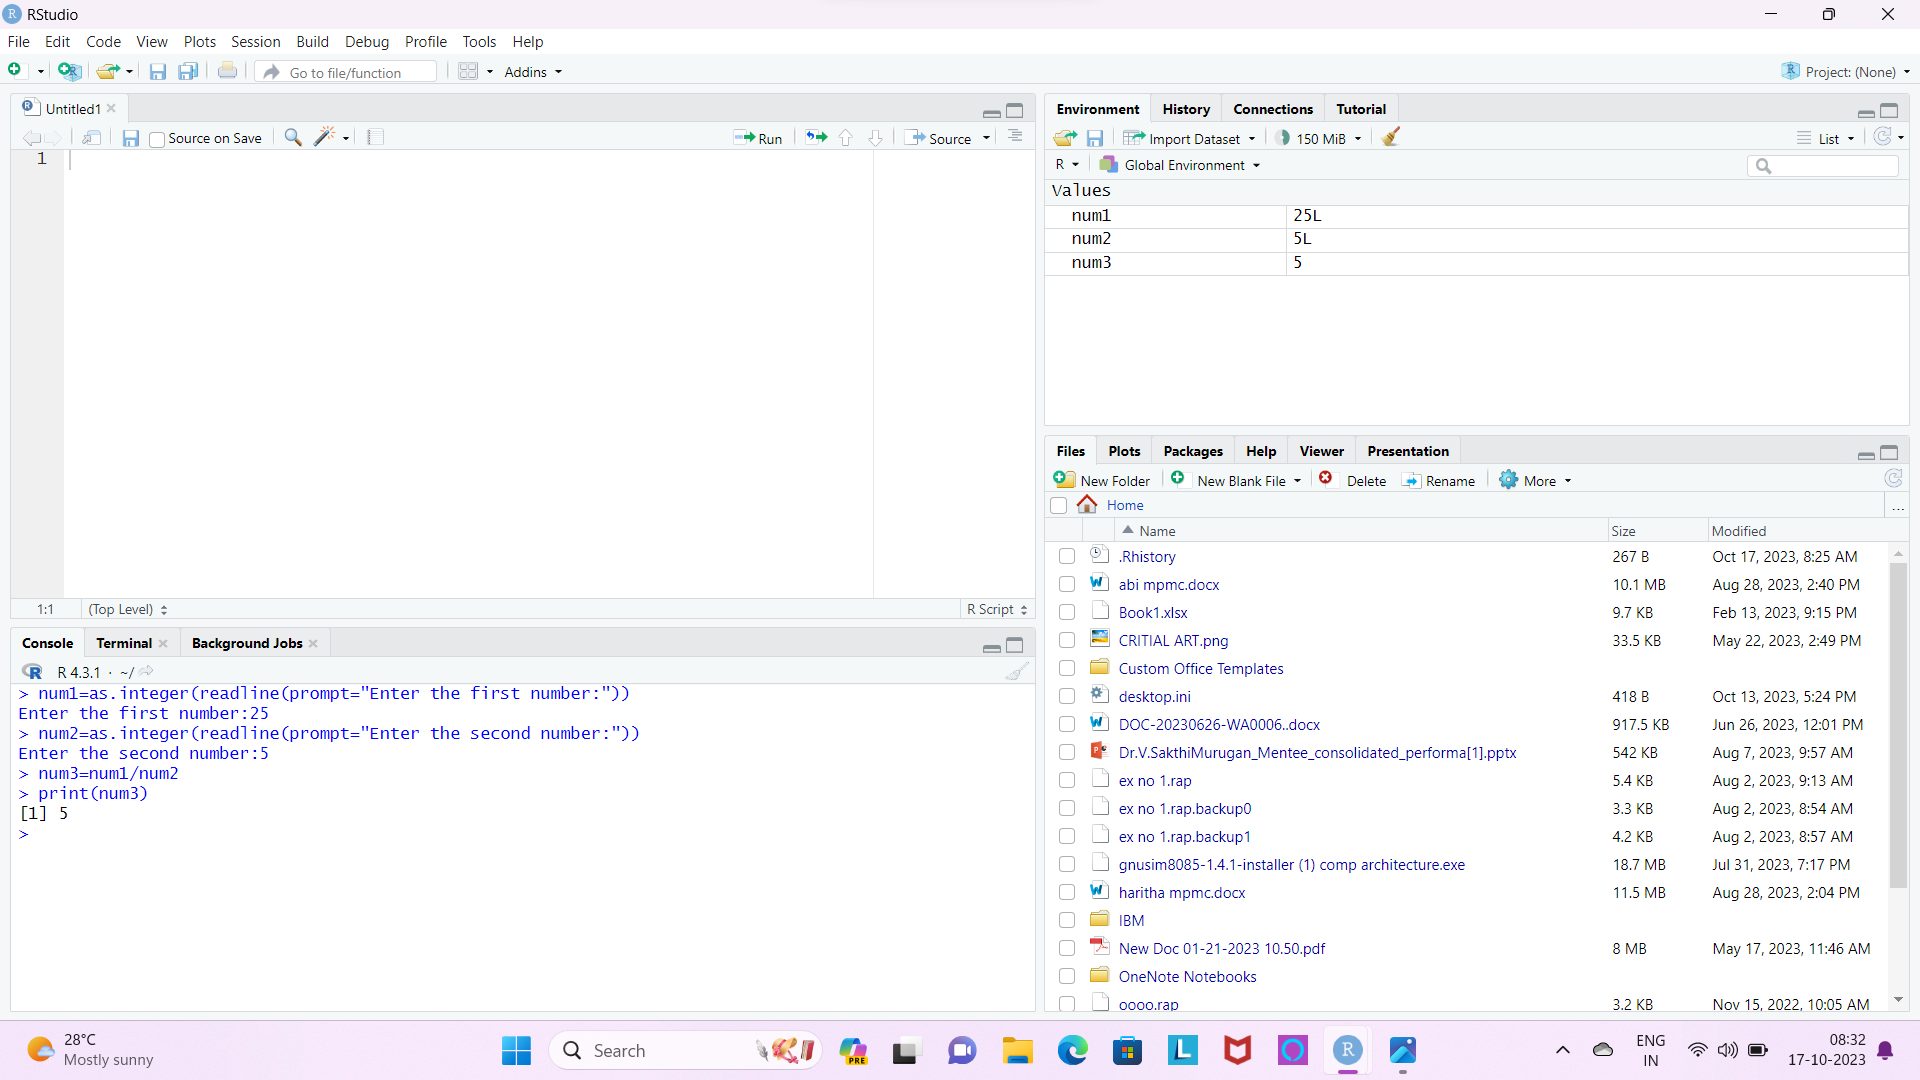 RStudio
File Edit Code View Plots Session Build Debug Profile Tools Help
Go to file/function Addins Project: (None)
Untitled1
Source on Save Run Source
1
1:1 (Top Level) R Script
Console Terminal Background Jobs
R 4.3.1 · ~/
> num1=as.integer(readline(prompt="Enter the first number:"))
Enter the first number:25
> num2=as.integer(readline(prompt="Enter the second number:"))
Enter the second number:5
> num3=num1/num2
> print(num3)
[1] 5
>
Environment History Connections Tutorial
Import Dataset 150 MiB List
R Global Environment
Values
num1 25L
num2 5L
num3 5
Files Plots Packages Help Viewer Presentation
New Folder New Blank File Delete Rename More
Home ...
Name Size Modified
.Rhistory 267 B Oct 17, 2023, 8:25 AM
abi mpmc.docx 10.1 MB Aug 28, 2023, 2:40 PM
Book1.xlsx 9.7 KB Feb 13, 2023, 9:15 PM
CRITIAL ART.png 33.5 KB May 22, 2023, 2:49 PM
Custom Office Templates
desktop.ini 418 B Oct 13, 2023, 5:24 PM
DOC-20230626-WA0006..docx 917.5 KB Jun 26, 2023, 12:01 PM
Dr.V.SakthiMurugan_Mentee_consolidated_performa[1].pptx 542 KB Aug 7, 2023, 9:57 AM
ex no 1.rap 5.4 KB Aug 2, 2023, 9:13 AM
ex no 1.rap.backup0 3.3 KB Aug 2, 2023, 8:54 AM
ex no 1.rap.backup1 4.2 KB Aug 2, 2023, 8:57 AM
gnusim8085-1.4.1-installer (1) comp architecture.exe 18.7 MB Jul 31, 2023, 7:17 PM
haritha mpmc.docx 11.5 MB Aug 28, 2023, 2:04 PM
IBM
New Doc 01-21-2023 10.50.pdf 8 MB May 17, 2023, 11:46 AM
OneNote Notebooks
oooo.rap 3.2 KB Nov 15, 2022, 10:05 AM
28°C
Mostly sunny
Search
PRE
ENG
IN
08:32
17-10-2023